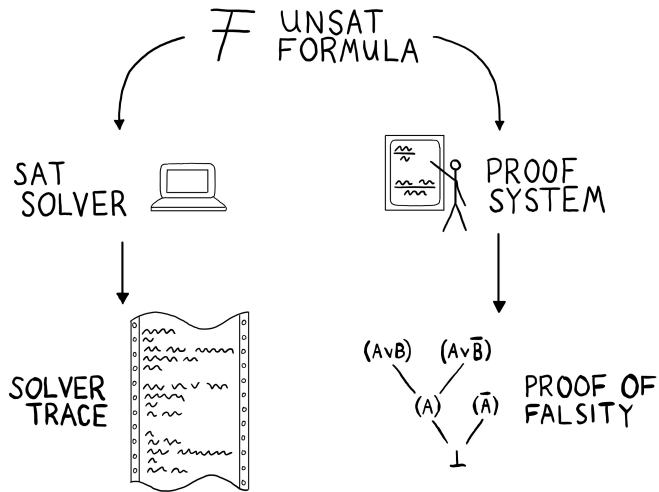 F UNSAT
FORMULA
SAT
SOLVER
PROOF
SYSTEM
SOLVER
TRACE
(A∨B) (A∨B̅)
(A) (A̅)
⊥
PROOF OF
FALSITY